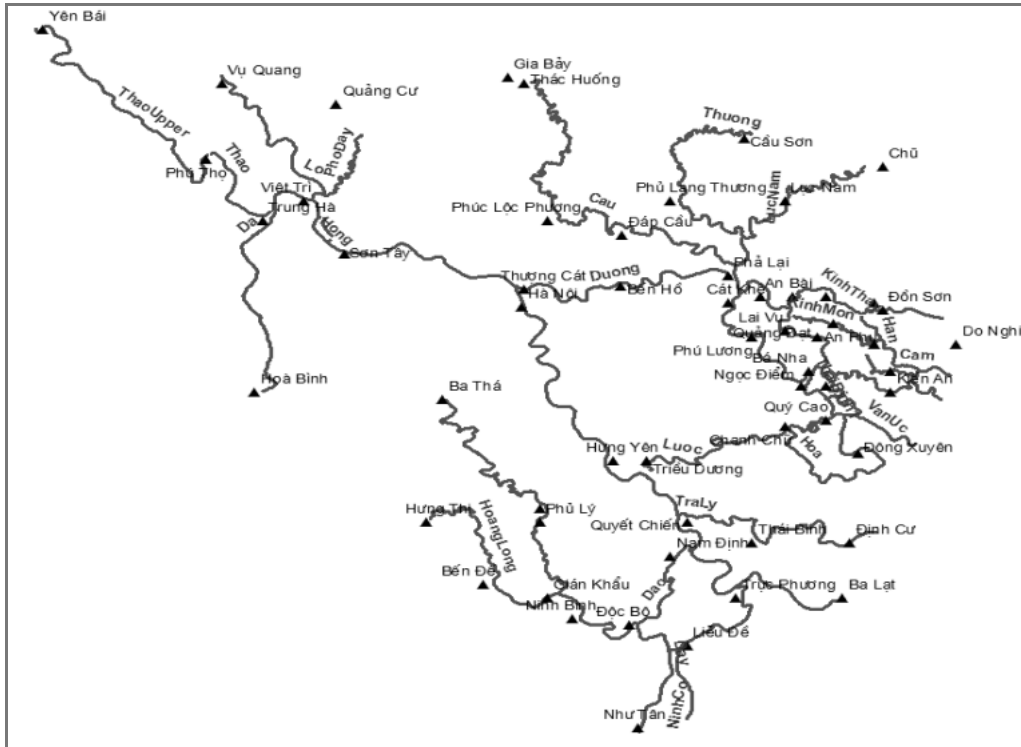 Yên Bái
Gia Bảy
Vụ Quang
Thác Huống
Quảng Cư
ThaoUpper
Thuong
Cầu Sơn
Thao
Lo
PhoDay
Chũ
Phú Thọ
Việt Trì
Phủ Lạng Thương
Lục Nam
LucNam
Trung Hà
Da
Phúc Lộc Phương
Cau
Đáp Cầu
Hong
Sơn Tây
Phả Lại
Thượng Cát
Duong
Bến Hồ
Hà Nội
Cát Khê
An Bài
KinhThay
Đồn Sơn
KinhMon
Lai Vu
Han
Quảng Đạt
An Phụ
Do Nghi
Phú Lương
Bá Nha
Cam
Ngọc Điểm
Kiến An
Hoà Bình
Ba Thá
VanUc
Quý Cao
Chanh Chử
Hoa
Đông Xuyên
Hưng Yên
Luoc
Triều Dương
TraLy
Hưng Thi
HoangLong
Phủ Lý
Quyết Chiến
Thái Bình
Định Cư
Nam Định
Bến Đế
Gián Khẩu
Dao
Trực Phương
Ba Lạt
Ninh Bình
Độc Bộ
Liễu Đề
Day
NinhCo
Như Tân